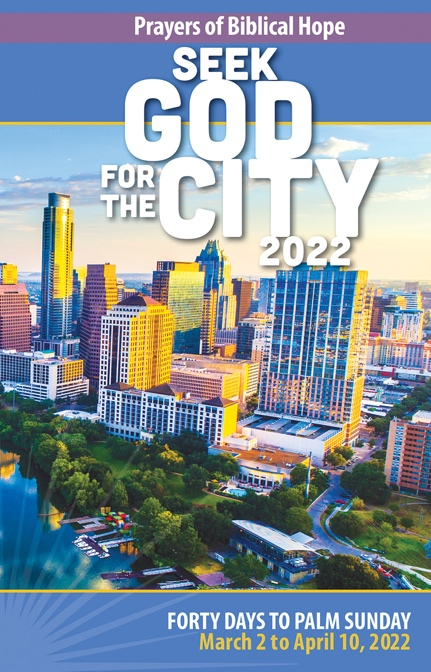 Prayers of Biblical Hope
SEEK
GOD
FOR
THE
CITY
2022
FORTY DAYS TO PALM SUNDAY
March 2 to April 10, 2022